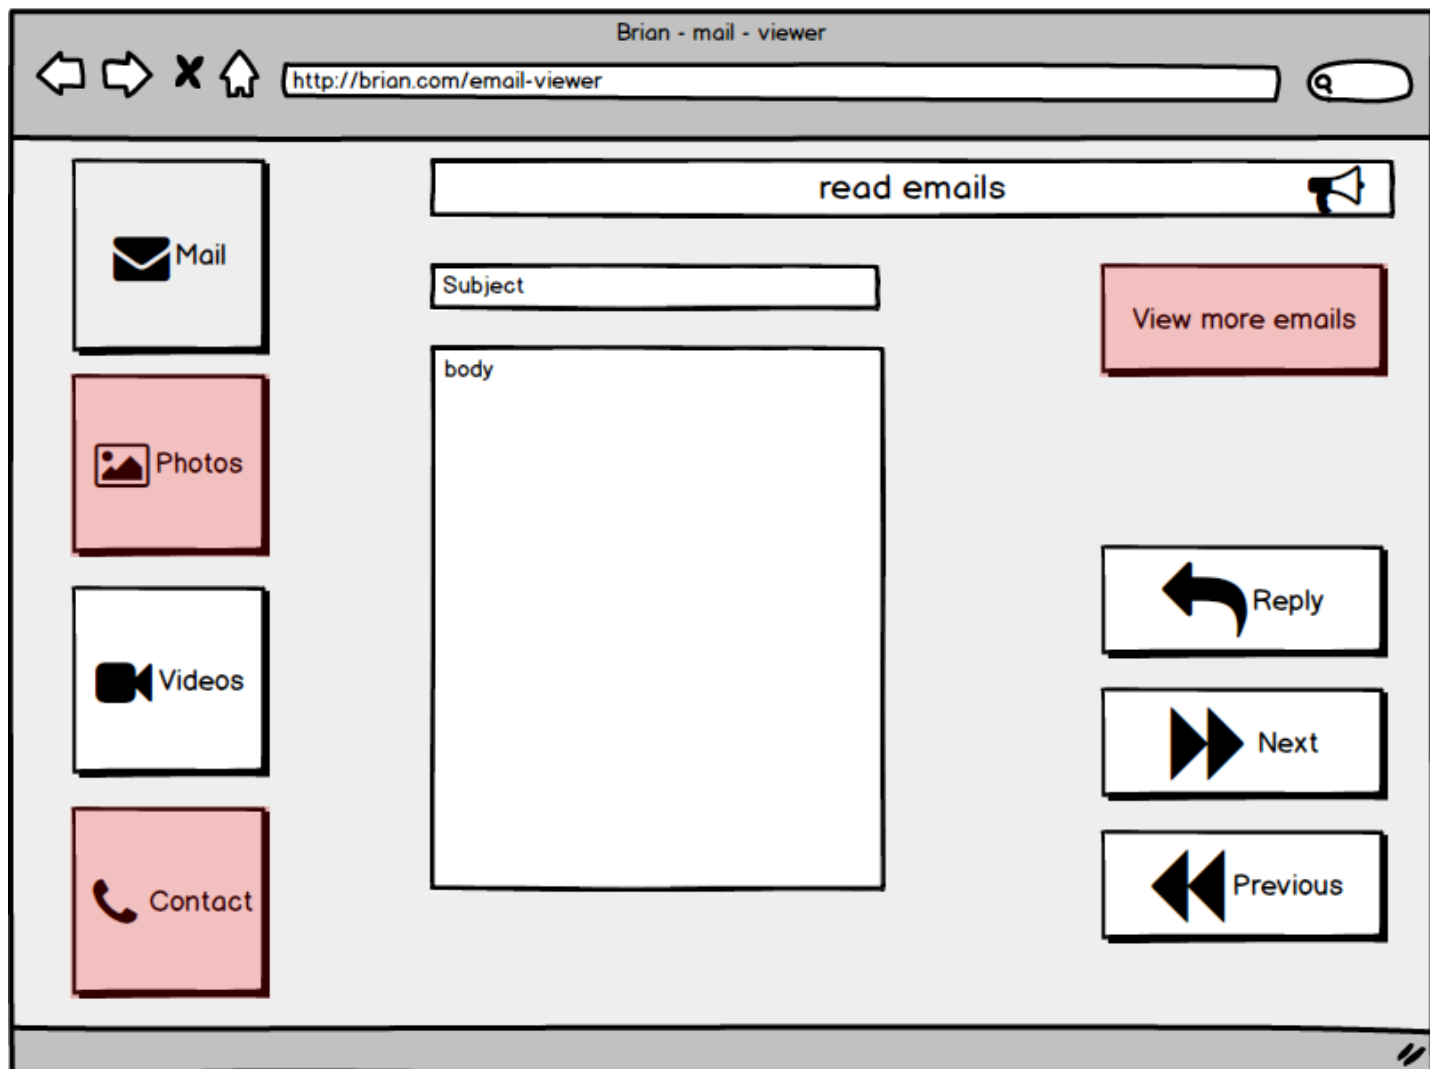 Brian - mail - viewer
http://brian.com/email-viewer
read emails
Mail
Subject
View more emails
body
Photos
Reply
Videos
Next
Previous
Contact